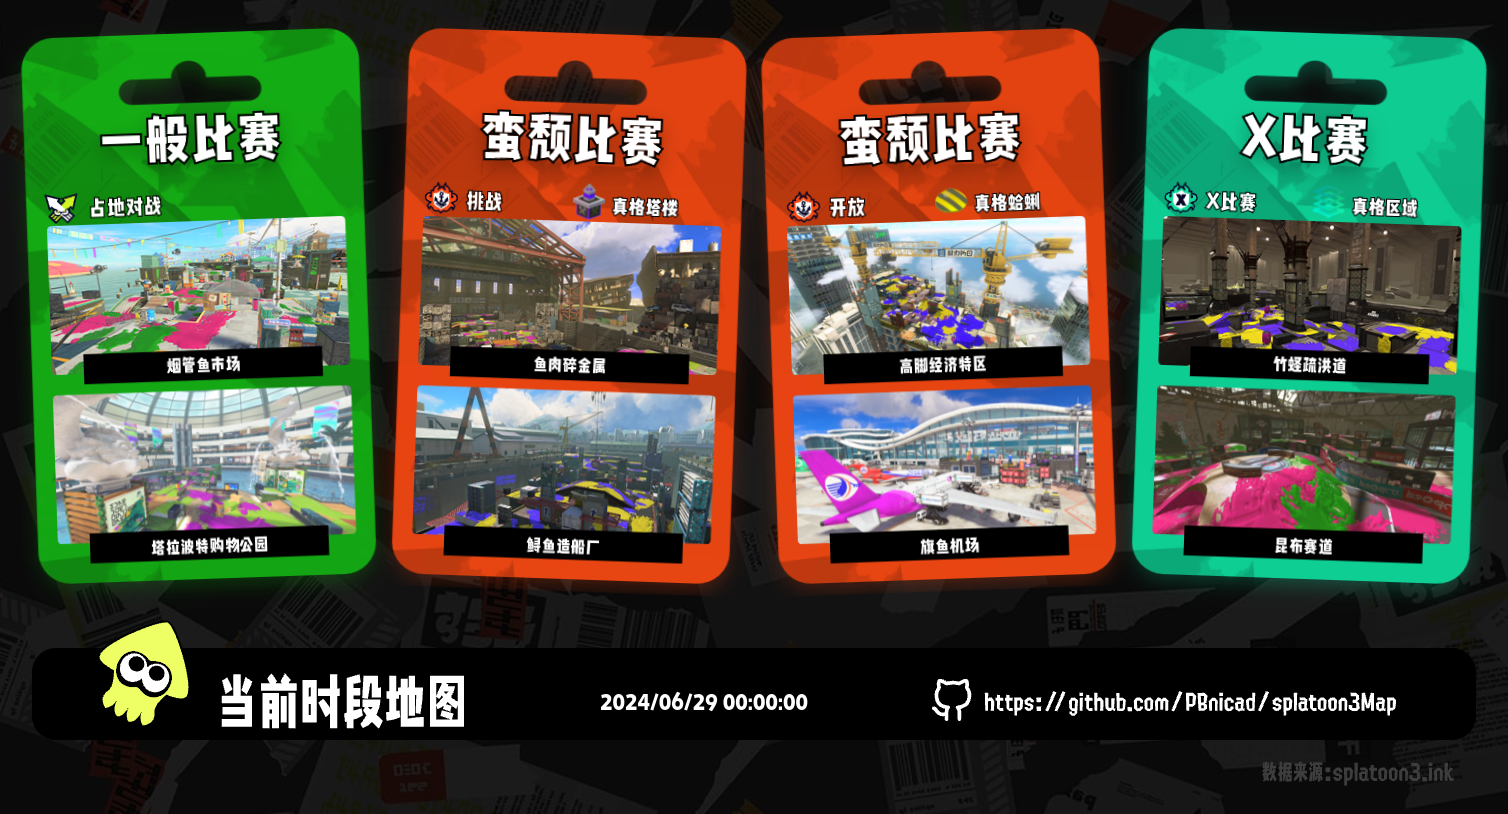 一般比赛
占地对战
烟管鱼市场
塔拉波特购物公园
蛮颓比赛
挑战
真格塔楼
鱼肉碎金属
鲟鱼造船厂
蛮颓比赛
开放
真格蛤蜊
高脚经济特区
旗鱼机场
X比赛
X比赛
真格区域
竹蛏疏洪道
昆布赛道
当前时段地图
2024/06/29 00:00:00
https://github.com/PBnicad/splatoon3Map
数据来源:splatoon3.ink